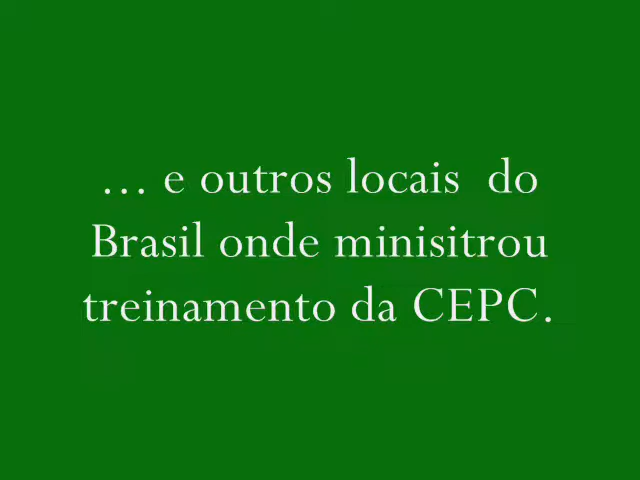 ... e outros locais  do
Brasil onde minisitrou
treinamento da CEPC.